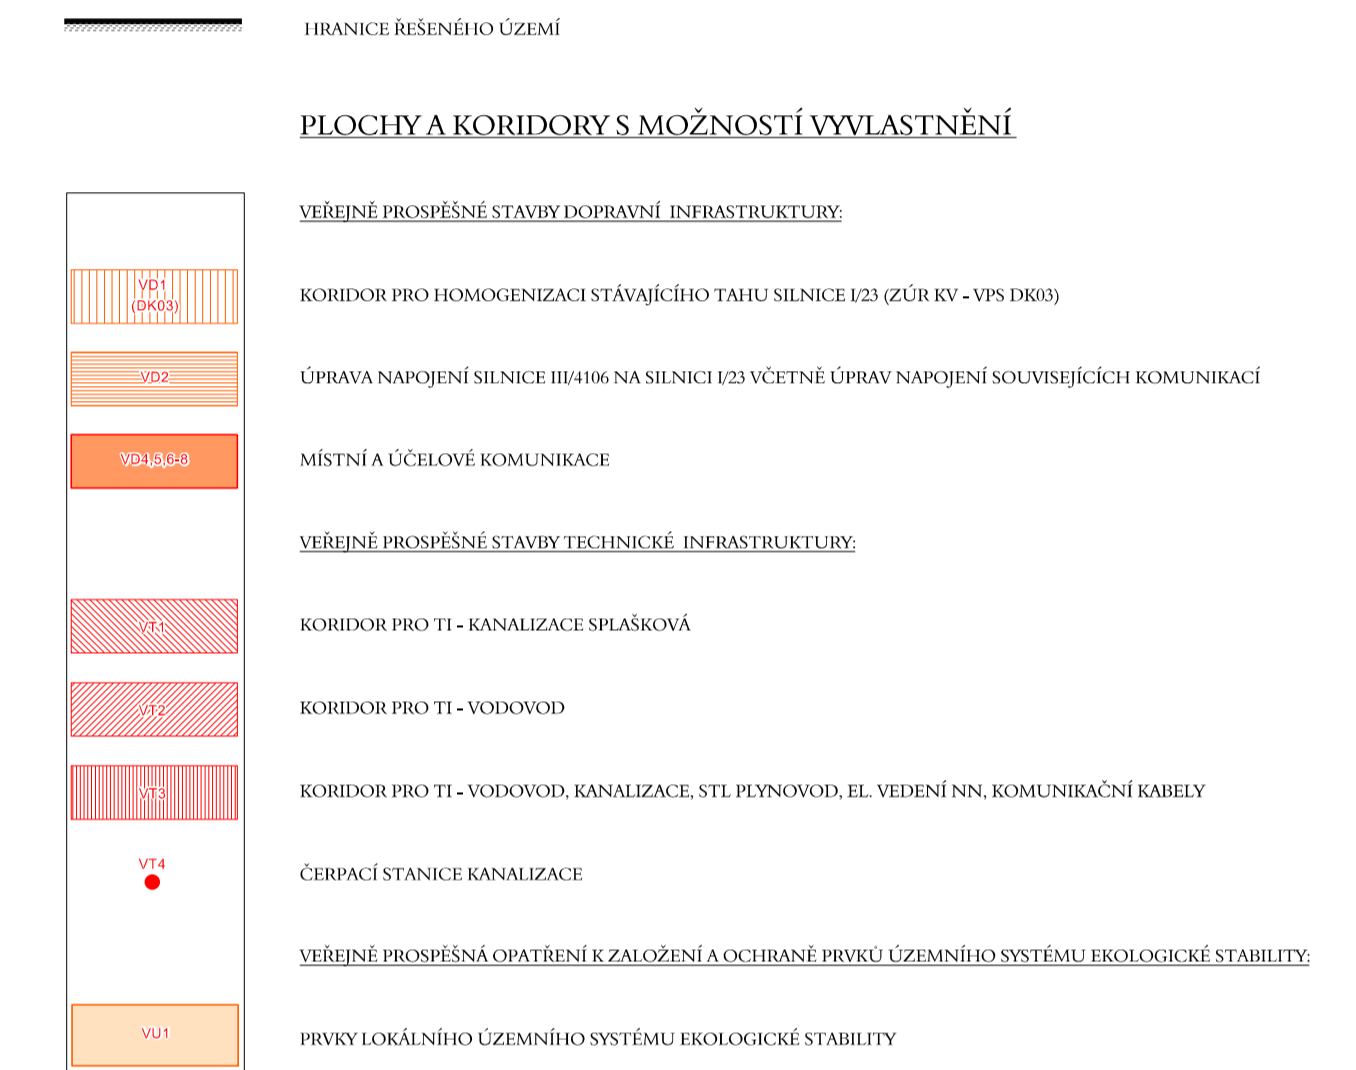 HRANICE ŘEŠENÉHO ÚZEMÍ
PLOCHY A KORIDORY S MOŽNOSTÍ VYVLASTNĚNÍ
VEŘEJNĚ PROSPĚŠNÉ STAVBY DOPRAVNÍ INFRASTRUKTURY:
VD1
(DK03)
KORIDOR PRO HOMOGENIZACI STÁVAJÍCÍHO TAHU SILNICE I/23 (ZÚR KV - VPS DK03)
VD2
ÚPRAVA NAPOJENÍ SILNICE III/4106 NA SILNICI I/23 VČETNĚ ÚPRAV NAPOJENÍ SOUVISEJÍCÍCH KOMUNIKACÍ
VD4,5,6-8
MÍSTNÍ A ÚČELOVÉ KOMUNIKACE
VEŘEJNĚ PROSPĚŠNÉ STAVBY TECHNICKÉ INFRASTRUKTURY:
VT1
KORIDOR PRO TI - KANALIZACE SPLAŠKOVÁ
VT2
KORIDOR PRO TI - VODOVOD
VT3
KORIDOR PRO TI - VODOVOD, KANALIZACE, STL PLYNOVOD, EL. VEDENÍ NN, KOMUNIKAČNÍ KABELY
VT4
ČERPACÍ STANICE KANALIZACE
VEŘEJNĚ PROSPĚŠNÁ OPATŘENÍ K ZALOŽENÍ A OCHRANĚ PRVKŮ ÚZEMNÍHO SYSTÉMU EKOLOGICKÉ STABILITY:
VU1
PRVKY LOKÁLNÍHO ÚZEMNÍHO SYSTÉMU EKOLOGICKÉ STABILITY